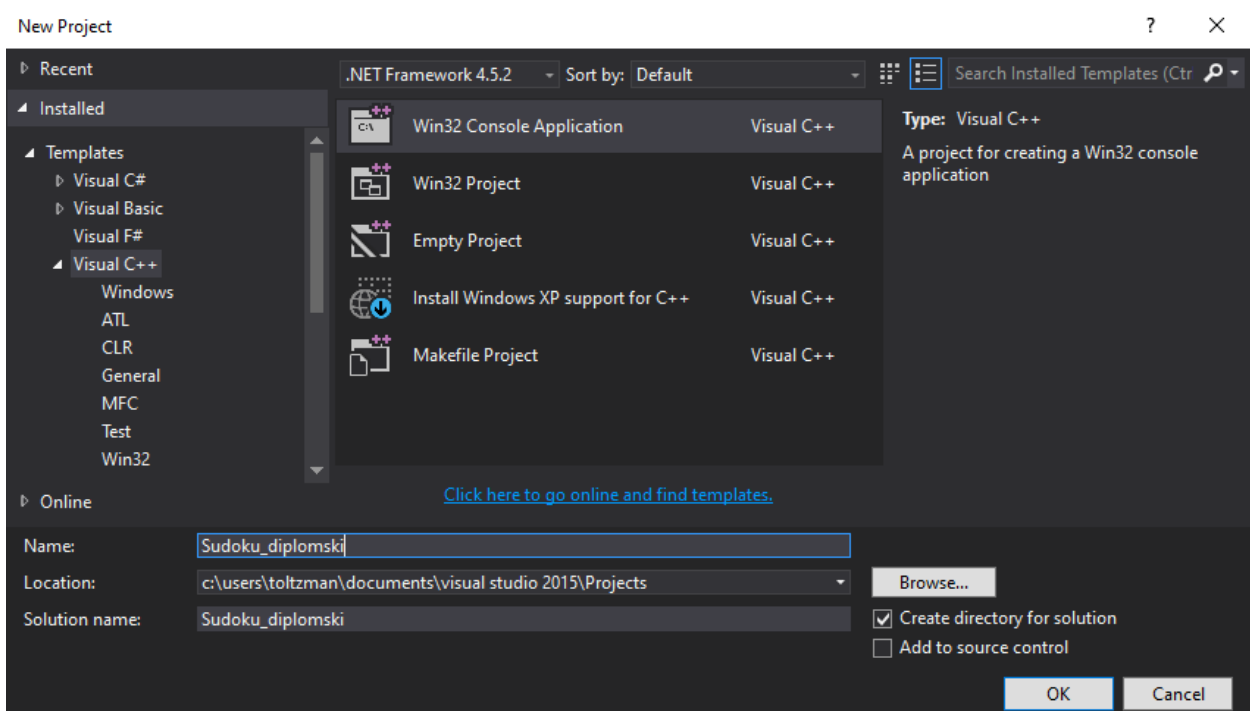 New Project
?
Recent
Installed
Templates
Visual C#
Visual Basic
Visual F#
Visual C++
Windows
ATL
CLR
General
MFC
Test
Win32
Online
.NET Framework 4.5.2 Sort by: Default
Search Installed Templates (Ctr
Win32 Console Application Visual C++
Win32 Project Visual C++
Empty Project Visual C++
Install Windows XP support for C++ Visual C++
Makefile Project Visual C++
Click here to go online and find templates.
Type: Visual C++
A project for creating a Win32 console
application
Name: Sudoku_diplomski
Location: c:\users\toltzman\documents\visual studio 2015\Projects Browse...
Solution name: Sudoku_diplomski
Create directory for solution
Add to source control
OK Cancel